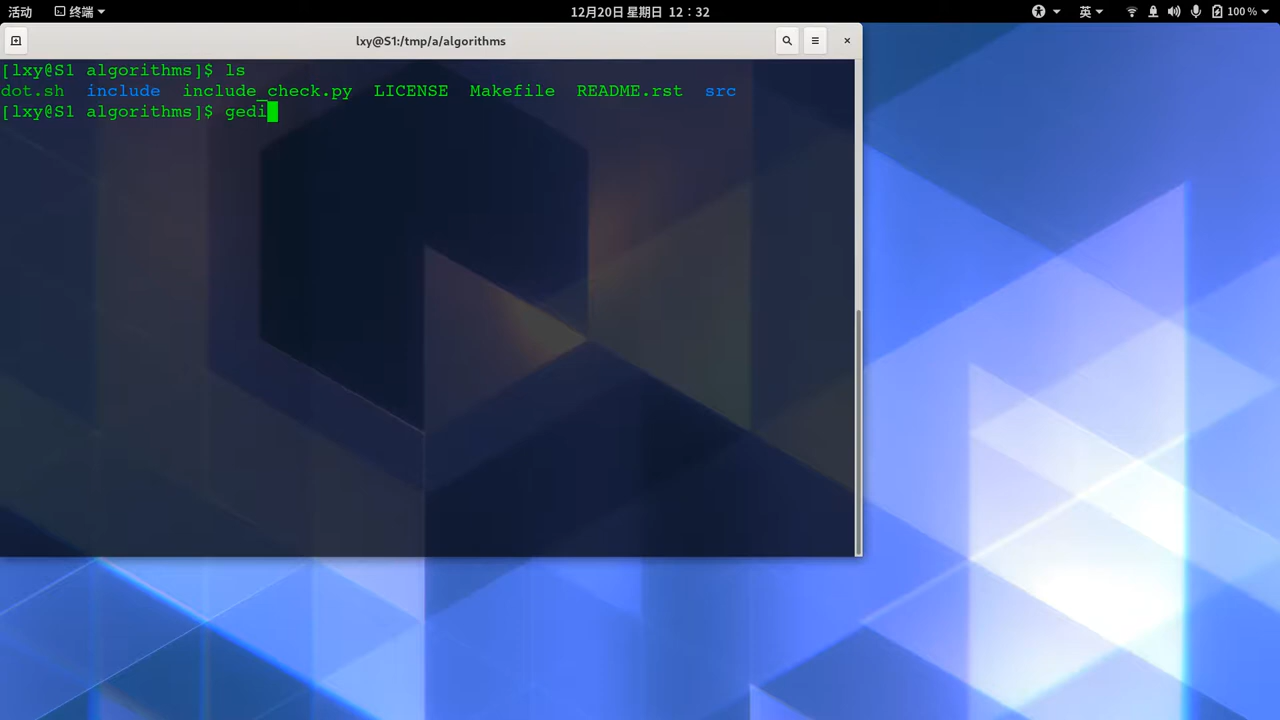 活动 终端 12月20日 星期日 12：32 英 100 %
lxy@S1:/tmp/a/algorithms
[lxy@S1 algorithms]$ ls
dot.sh include include_check.py LICENSE Makefile README.rst src
[lxy@S1 algorithms]$ gedi